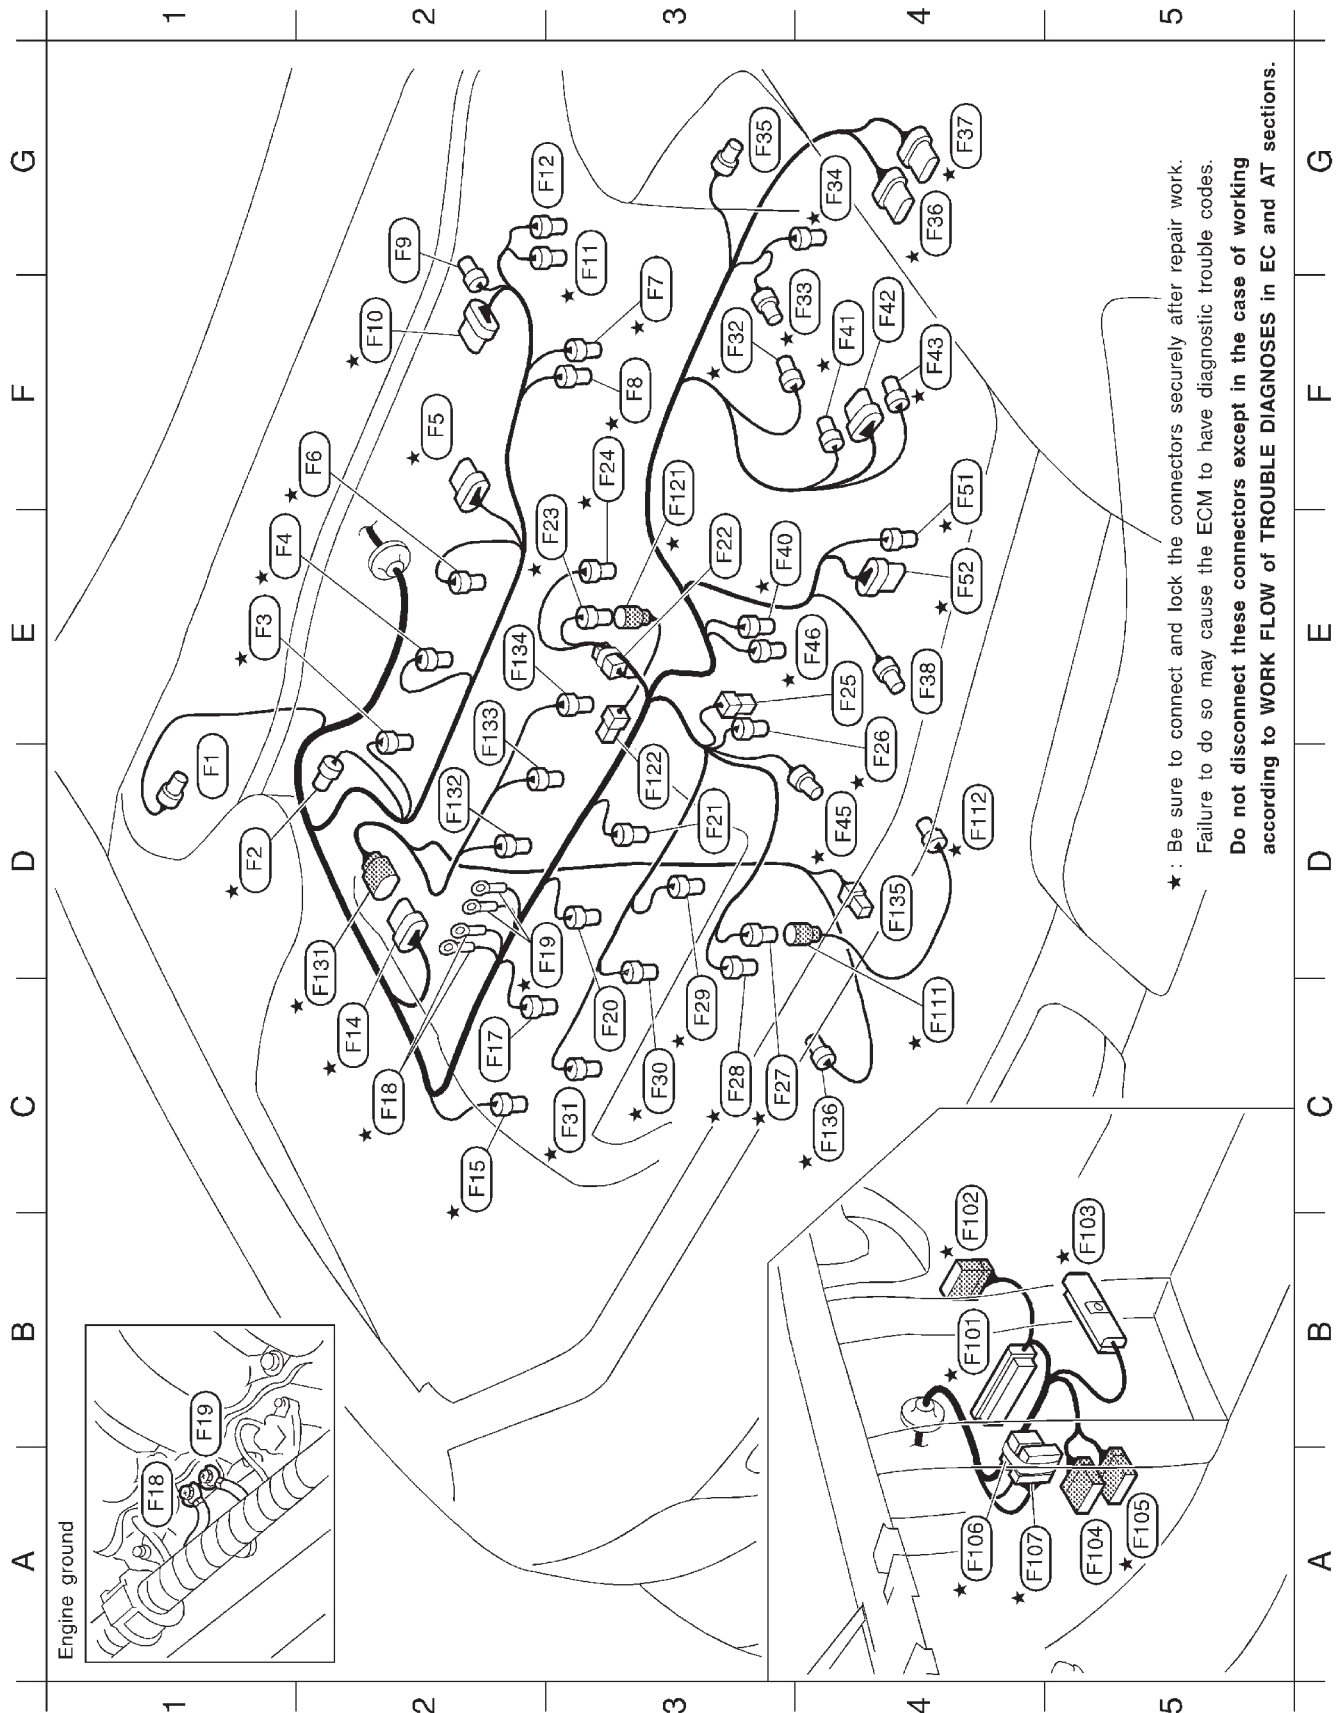 1
2
3
4
5
G
F
E
D
C
B
A
Engine ground
F18
F19
F1
F2
F3
★
F4
★
F6
★
F5
★
F10
★
F9
F12
F11
★
F7
★
F8
★
F24
★
F23
★
F121
★
F22
F134
F133
F132
F122
F21
★
F131
★
F14
★
F18
★
F19
★
F17
F20
F15
★
F31
★
F30
★
F29
★
F28
★
F27
★
F136
★
F111
★
F135
F112
★
F45
★
F26
★
F25
F46
★
F40
★
F38
F52
★
F51
★
F43
★
F42
F41
★
F32
★
F33
★
F34
★
F35
F36
★
F37
★
F102
★
F103
★
F101
★
F106
★
F107
★
F104
F105
★
★ : Be sure to connect and lock the connectors securely after repair work.
Failure to do so may cause the ECM to have diagnostic trouble codes.
Do not disconnect these connectors except in the case of working
according to WORK FLOW of TROUBLE DIAGNOSES in EC and AT sections.
1
2
3
4
5
G
F
E
D
C
B
A